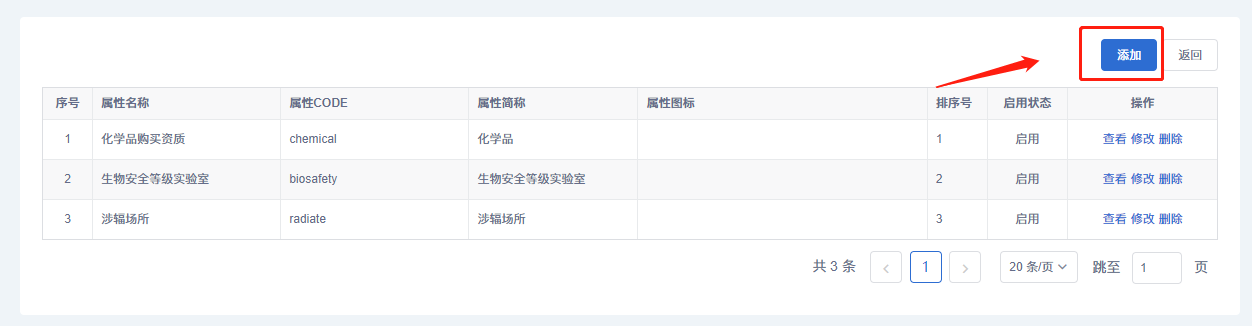 添加 返回
序号 属性名称 属性CODE 属性简称 属性图标 排序号 启用状态 操作
1 化学品购买资质 chemical 化学品 1 启用 查看 修改 删除
2 生物安全等级实验室 biosafety 生物安全等级实验室 2 启用 查看 修改 删除
3 涉辐场所 radiate 涉辐场所 3 启用 查看 修改 删除
共 3 条 1 20 条/页 跳至 1 页